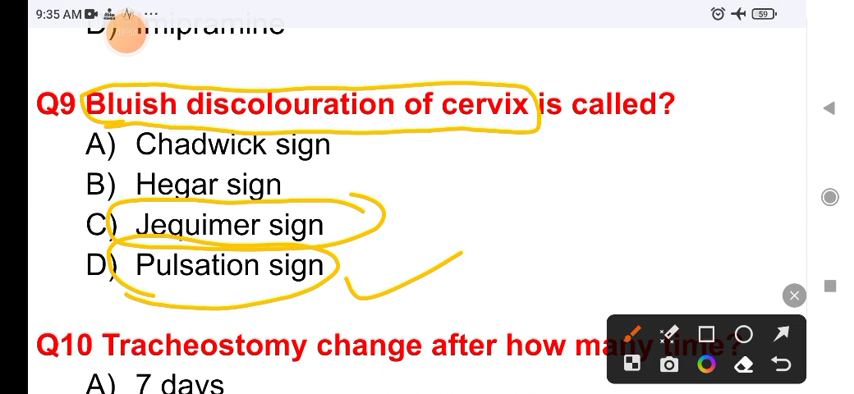 9:35 AM ...
59
D) Imipramine
Q9 Bluish discolouration of cervix is called?
A) Chadwick sign
B) Hegar sign
C) Jequimer sign
D) Pulsation sign
Q10 Tracheostomy change after how many time?
A) 7 days